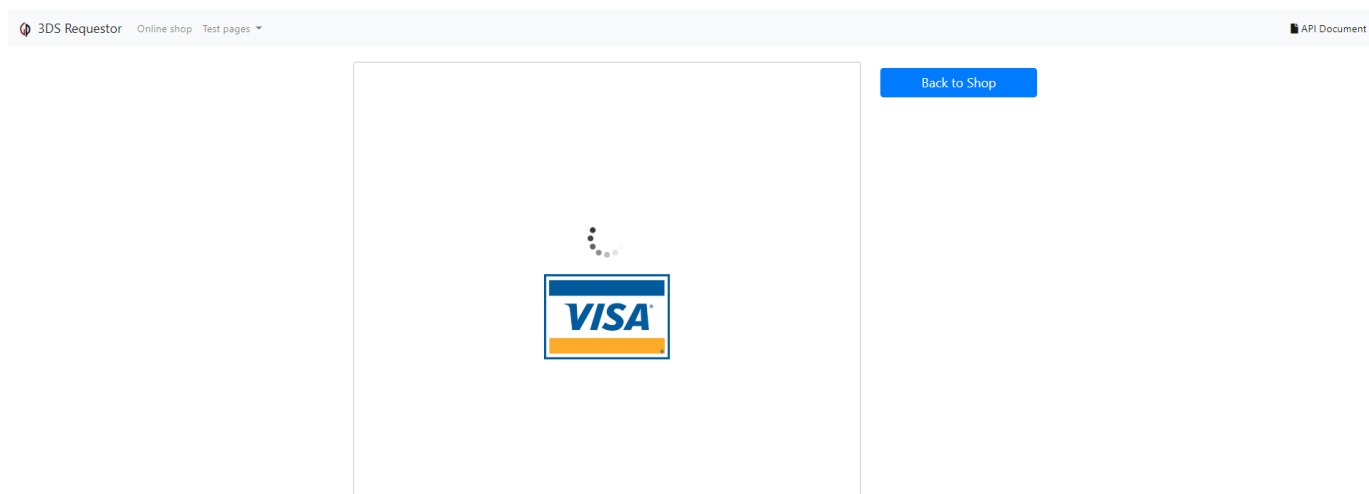 3DS Requestor Online shop Test pages API Document
Back to Shop
VISA